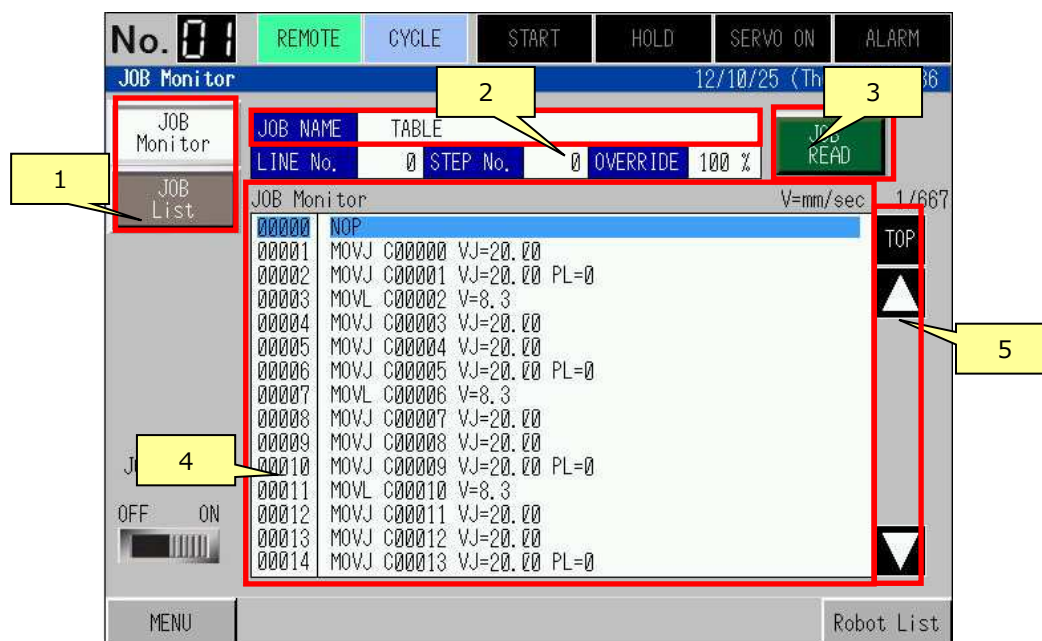 No. 01 REMOTE CYCLE START HOLD SERVO ON ALARM
JOB Monitor 12/10/25 (Th 36
2
3
JOB
Monitor
JOB NAME TABLE
JOB
READ
LINE No. 0 STEP No. 0 OVERRIDE 100 %
1
JOB
List
JOB Monitor V=mm/sec 1/667
00000 NOP
TOP
00001 MOVJ C00000 VJ=20.00
00002 MOVJ C00001 VJ=20.00 PL=0
00003 MOVL C00002 V=8.3
00004 MOVJ C00003 VJ=20.00
00005 MOVJ C00004 VJ=20.00
5
00006 MOVJ C00005 VJ=20.00 PL=0
00007 MOVL C00006 V=8.3
00008 MOVJ C00007 VJ=20.00
00009 MOVJ C00008 VJ=20.00
4
00010 MOVJ C00009 VJ=20.00 PL=0
00011 MOVL C00010 V=8.3
OFF ON
00012 MOVJ C00011 VJ=20.00
00013 MOVJ C00012 VJ=20.00
00014 MOVJ C00013 VJ=20.00 PL=0
MENU Robot List